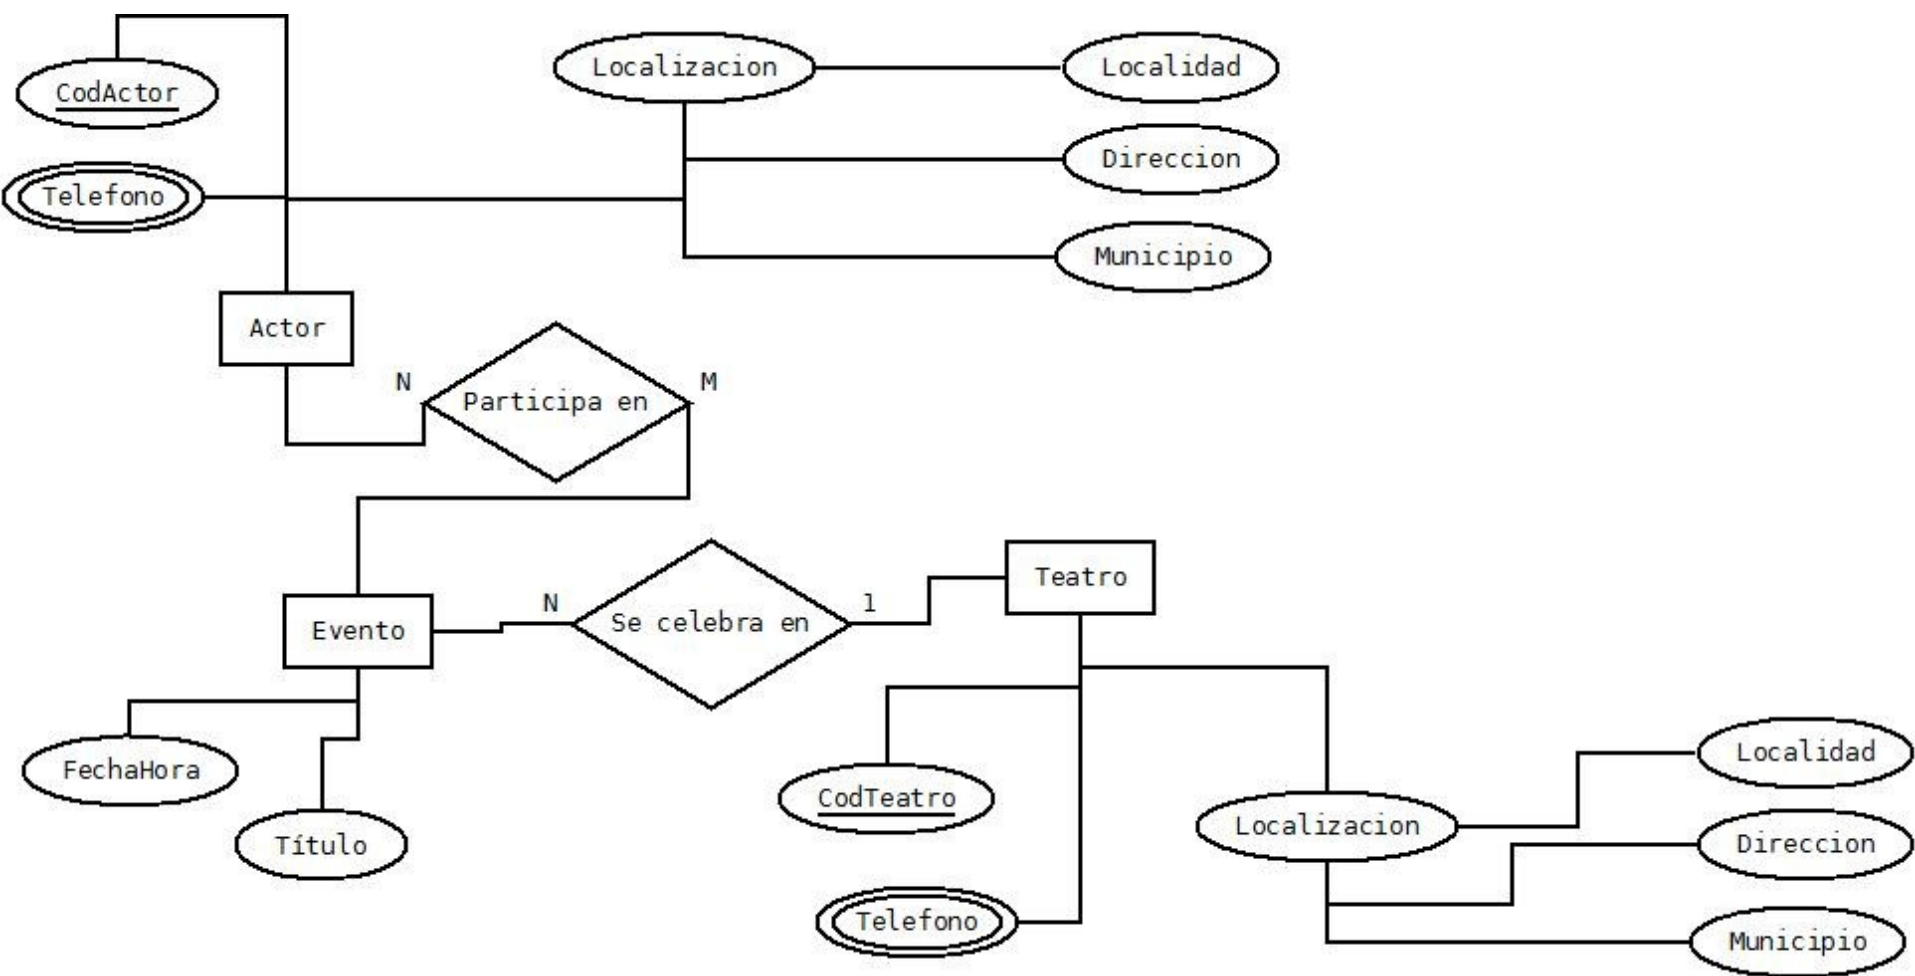 CodActor
Localizacion
Localidad
Direccion
Telefono
Municipio
Actor
N
Participa en
M
Teatro
Evento
N
Se celebra en
1
FechaHora
Título
CodTeatro
Localizacion
Localidad
Direccion
Telefono
Municipio